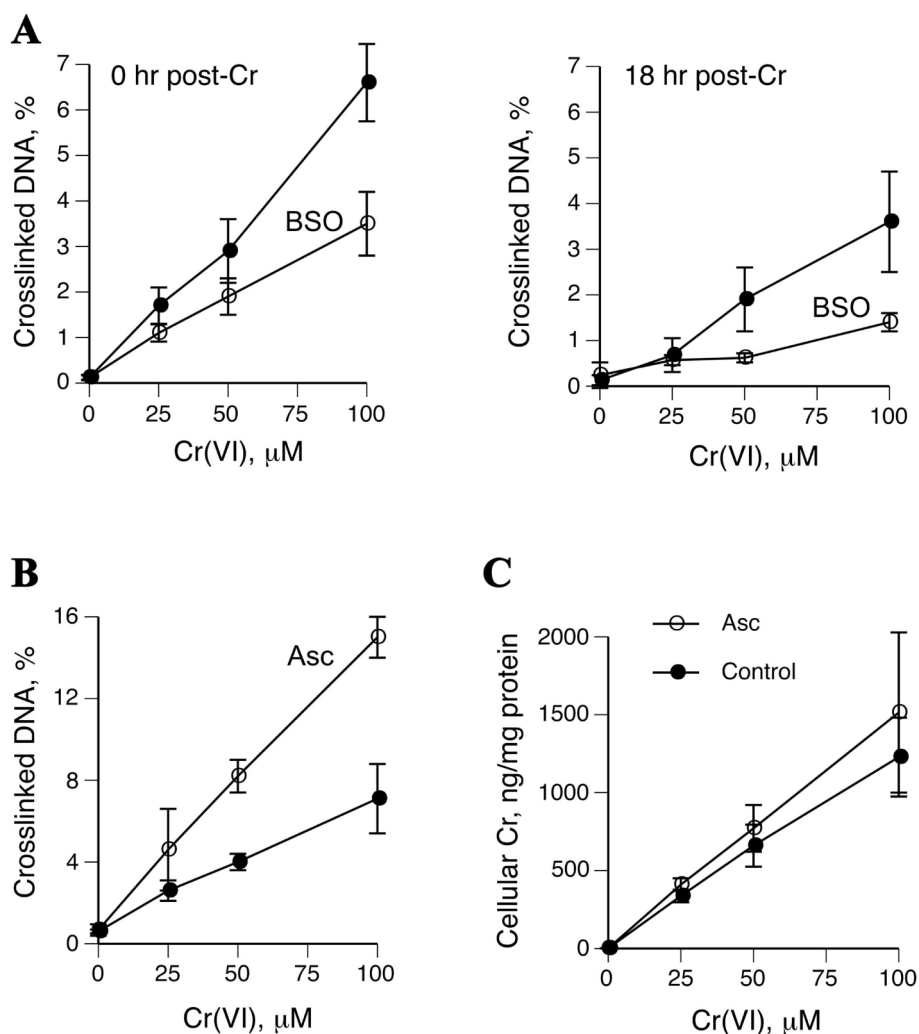 A
0 hr post-Cr
Crosslinked DNA, %
7
6
5
4
3
2
1
0
BSO
0 25 50 75 100
Cr(VI), μM
18 hr post-Cr
Crosslinked DNA, %
7
6
5
4
3
2
1
0
BSO
0 25 50 75 100
Cr(VI), μM
B
Crosslinked DNA, %
16
12
8
4
0
Asc
0 25 50 75 100
Cr(VI), μM
C
Asc
Control
Cellular Cr, ng/mg protein
2000
1500
1000
500
0
0 25 50 75 100
Cr(VI), μM